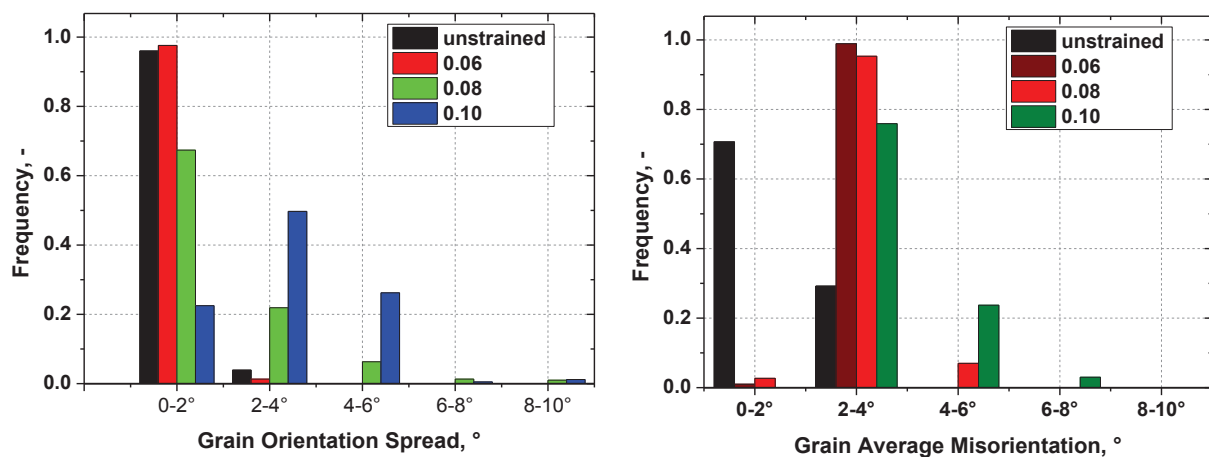 unstrained
0.06
0.08
0.10
1.0
0.8
0.6
0.4
0.2
0.0
Frequency, -
0-2° 2-4° 4-6° 6-8° 8-10°
Grain Orientation Spread, °
unstrained
0.06
0.08
0.10
1.0
0.8
0.6
0.4
0.2
0.0
Frequency, -
0-2° 2-4° 4-6° 6-8° 8-10°
Grain Average Misorientation, °